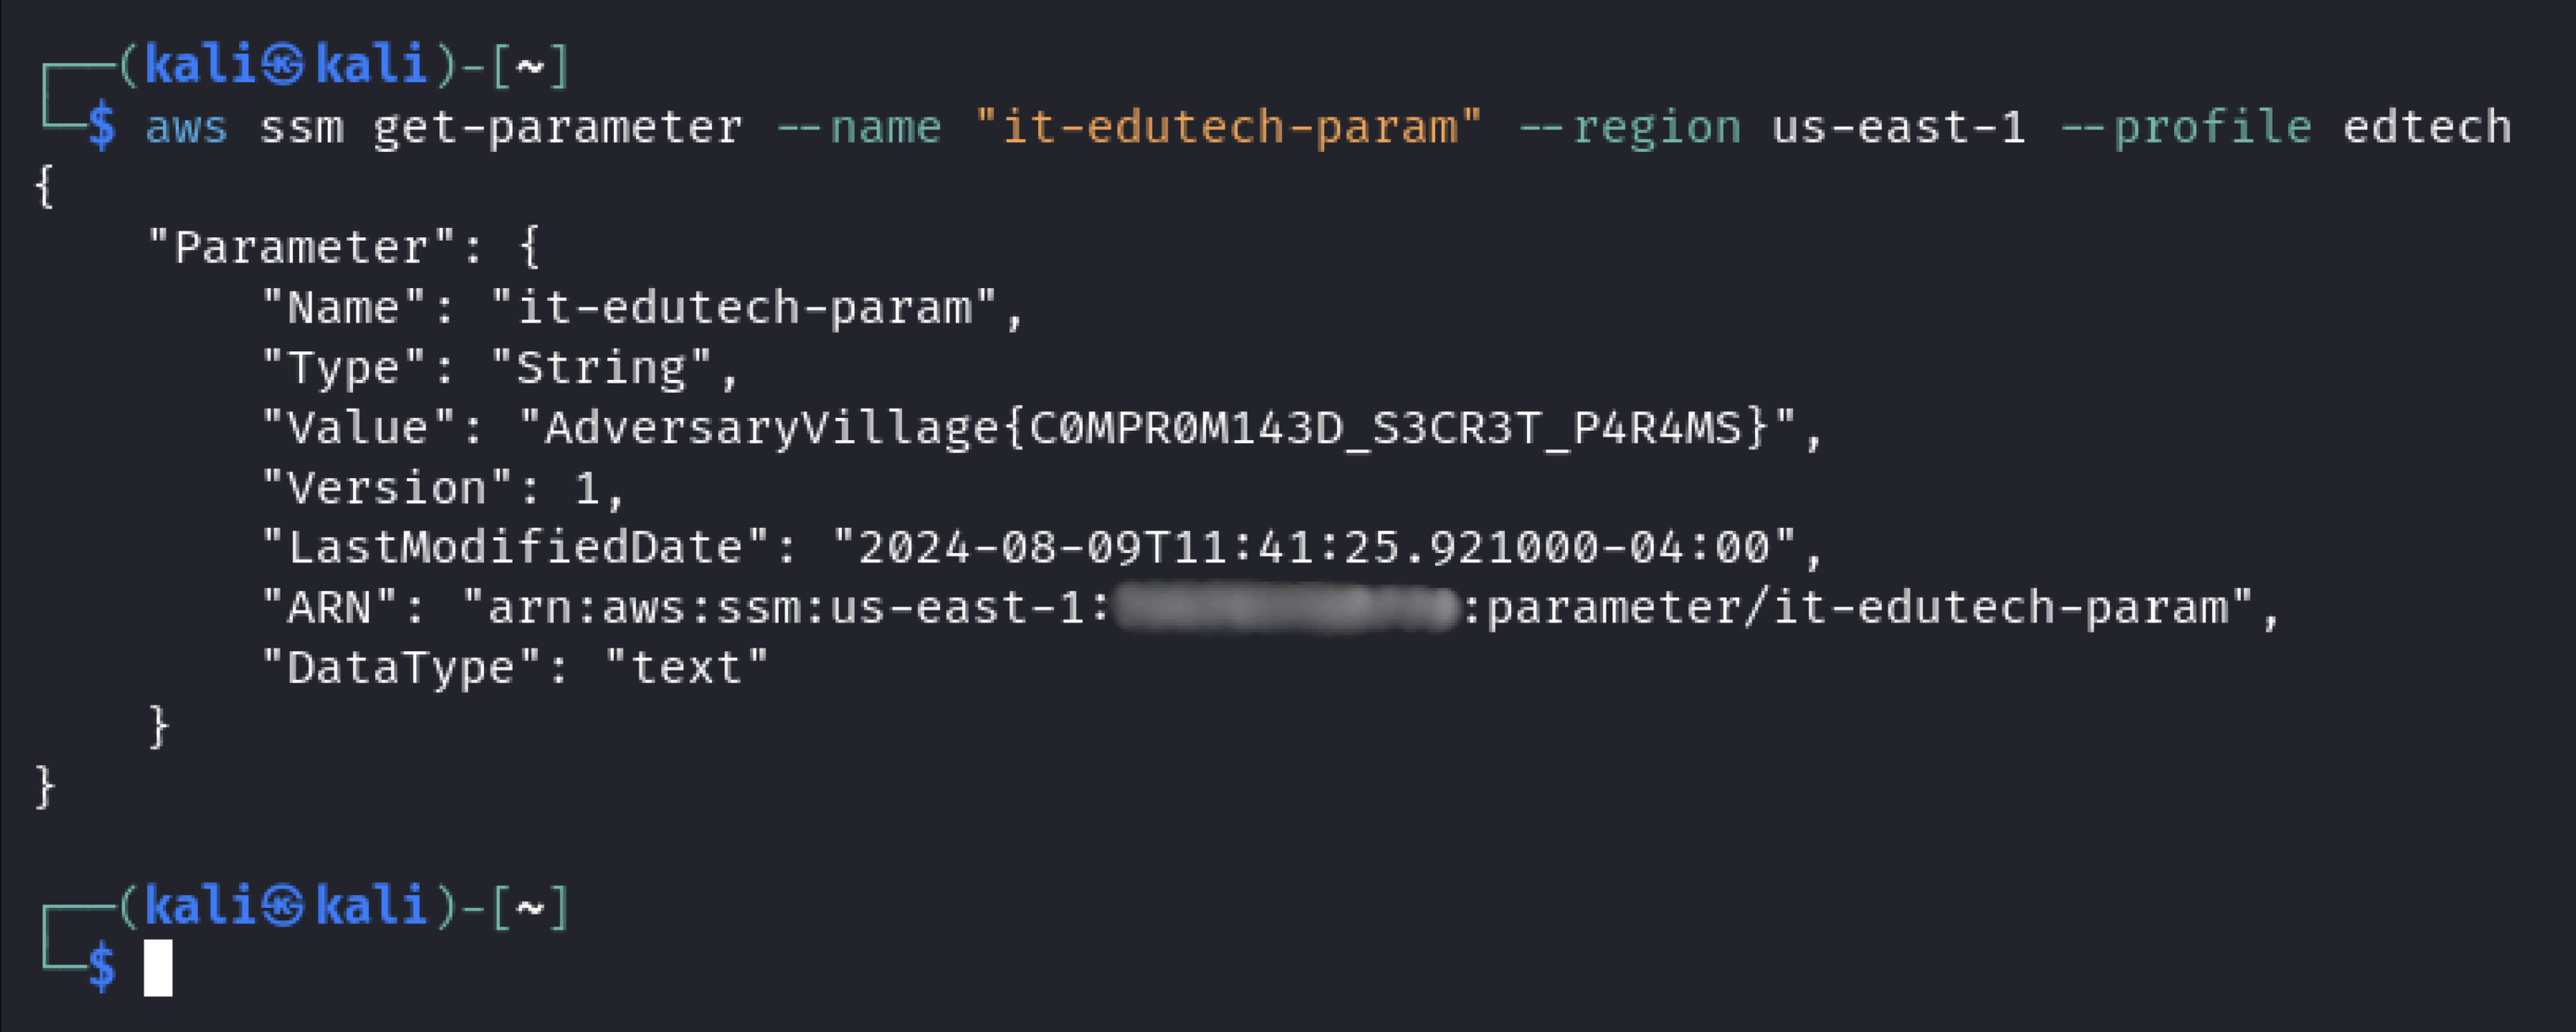 ┌──(kali㉿kali)-[~]
└─$ aws ssm get-parameter --name "it-edutech-param" --region us-east-1 --profile edtech
{
    "Parameter": {
        "Name": "it-edutech-param",
        "Type": "String",
        "Value": "AdversaryVillage{C0MPR0M143D_S3CR3T_P4R4MS}",
        "Version": 1,
        "LastModifiedDate": "2024-08-09T11:41:25.921000-04:00",
        "ARN": "arn:aws:ssm:us-east-1: :parameter/it-edutech-param",
        "DataType": "text"
    }
}
┌──(kali㉿kali)-[~]
└─$